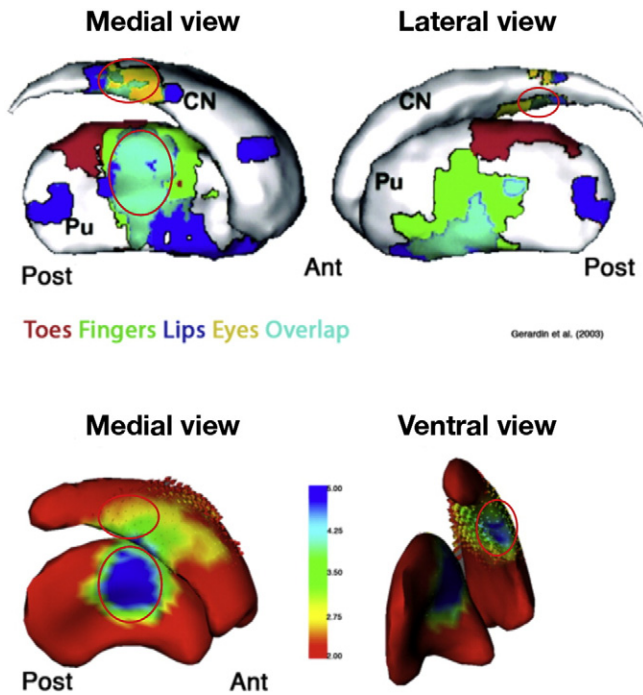 Medial view Lateral view
CN CN
Pu Pu
Post Ant Post
Toes Fingers Lips Eyes Overlap Gerardin et al. (2003)
Medial view Ventral view
5.00
4.25
3.50
2.75
2.00
Post Ant